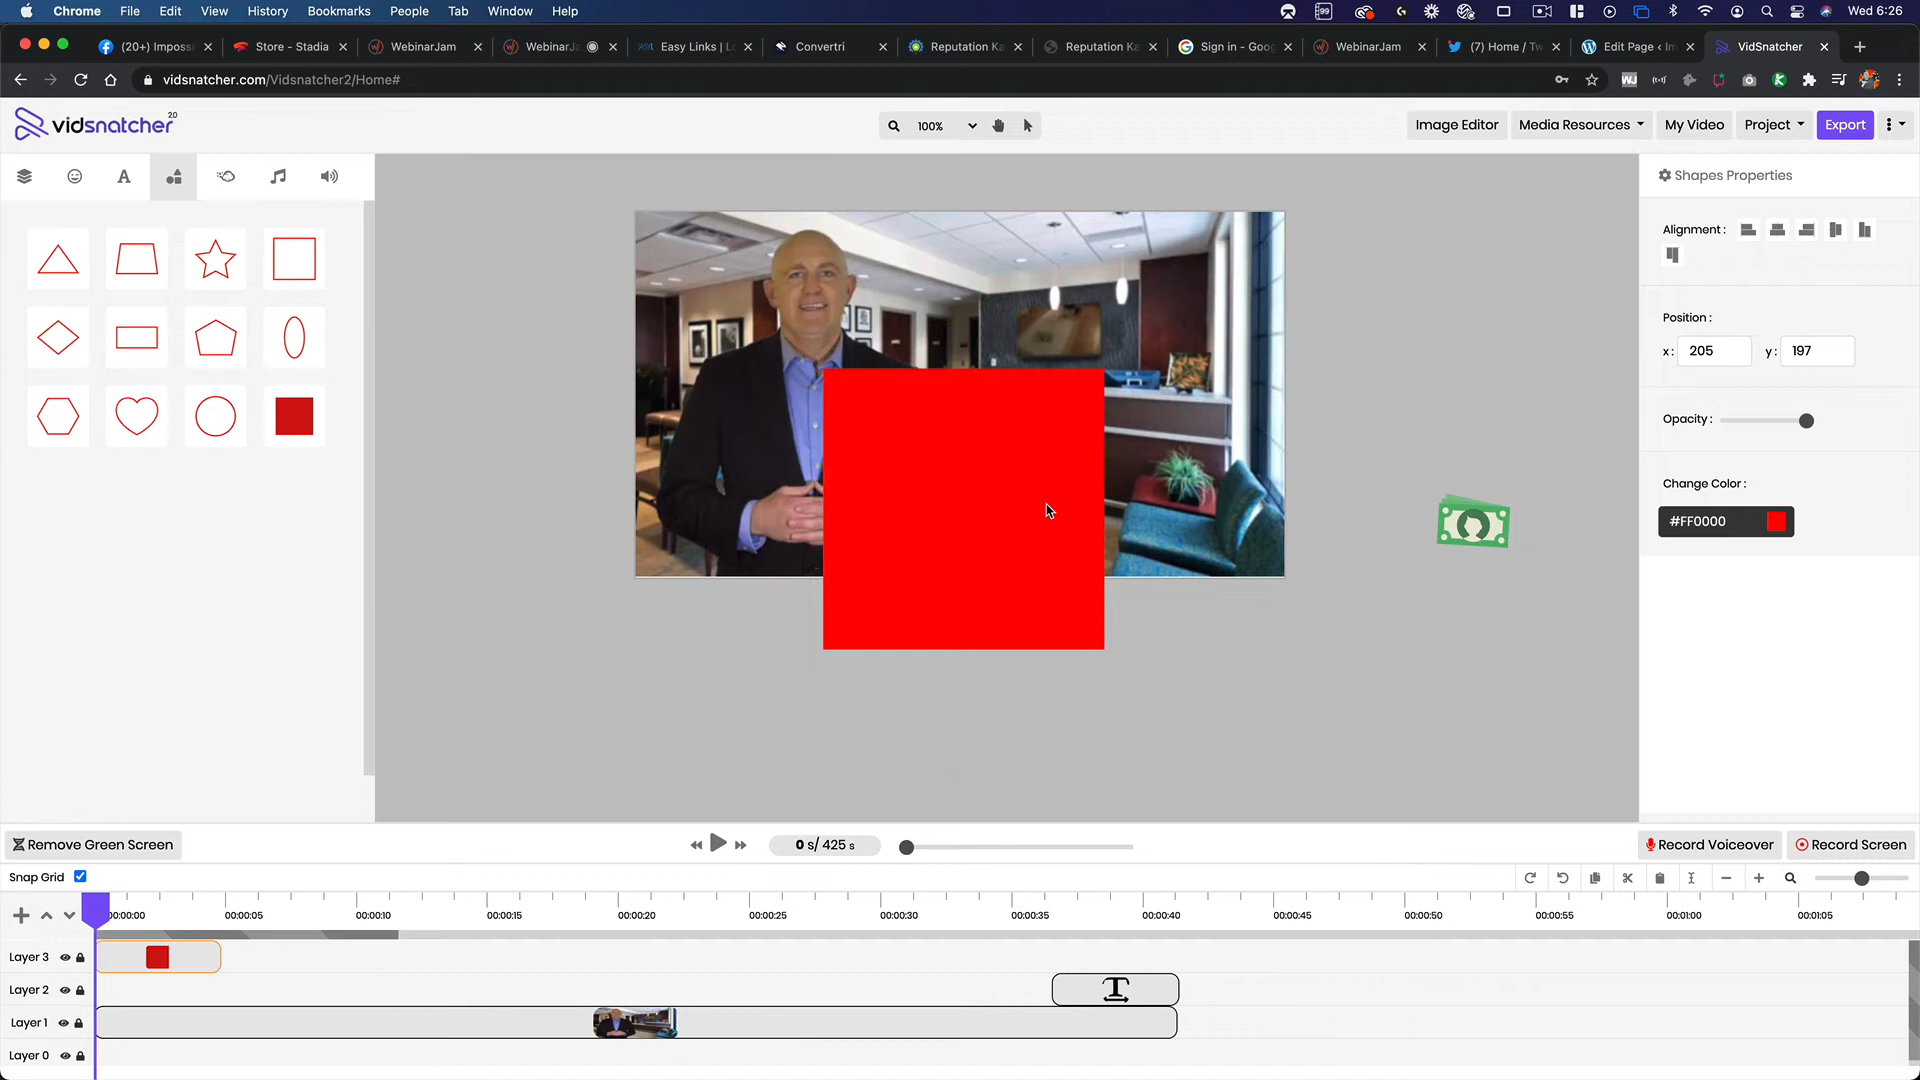 Chrome File Edit View History Bookmarks People Tab Window Help
99
Wed 6:26
(20+) Imposs
Store - Stadia
WebinarJam
WebinarJa
Easy Links | L
Convertri
Reputation Ka
Reputation Ka
Sign in - Goog
WebinarJam
(7) Home / Tw
Edit Page ‹ Im
VidSnatcher
vidsnatcher.com/Vidsnatcher2/Home#
vidsnatcher 2.0
100%
Image Editor
Media Resources
My Video
Project
Export
A
Shapes Properties
Alignment :
Position :
x : 205
y : 197
Opacity :
Change Color :
#FF0000
Remove Green Screen
0 s/ 425 s
Record Voiceover
Record Screen
Snap Grid
00:00:00 00:00:05 00:00:10 00:00:15 00:00:20 00:00:25 00:00:30 00:00:35 00:00:40 00:00:45 00:00:50 00:00:55 00:01:00 00:01:05
Layer 3
Layer 2
T
Layer 1
Layer 0